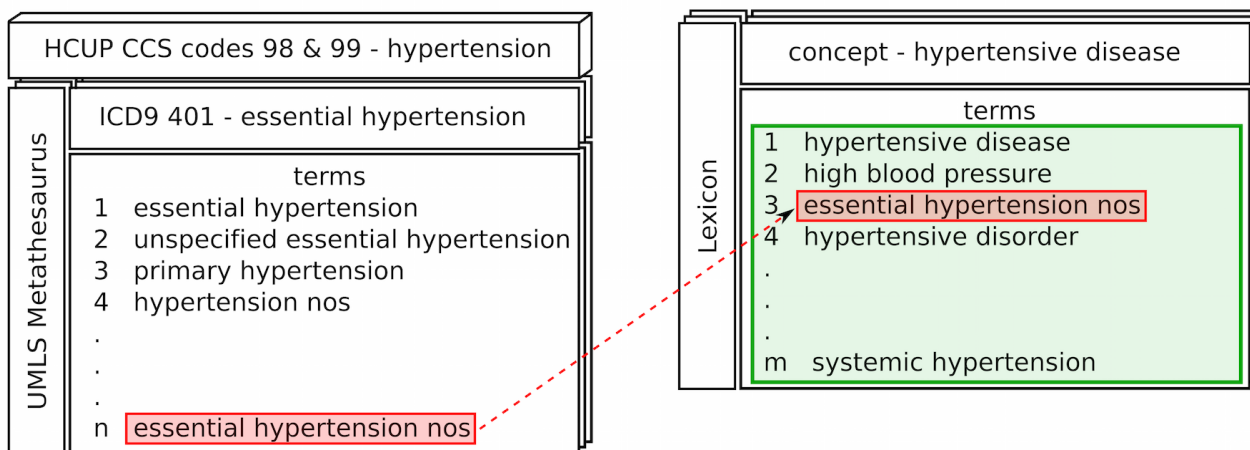 HCUP CCS codes 98 & 99 - hypertension
UMLS Metathesaurus
ICD9 401 - essential hypertension
terms
1 essential hypertension
2 unspecified essential hypertension
3 primary hypertension
4 hypertension nos
.
.
.
n essential hypertension nos
Lexicon
concept - hypertensive disease
terms
1 hypertensive disease
2 high blood pressure
3 essential hypertension nos
4 hypertensive disorder
.
.
.
m systemic hypertension